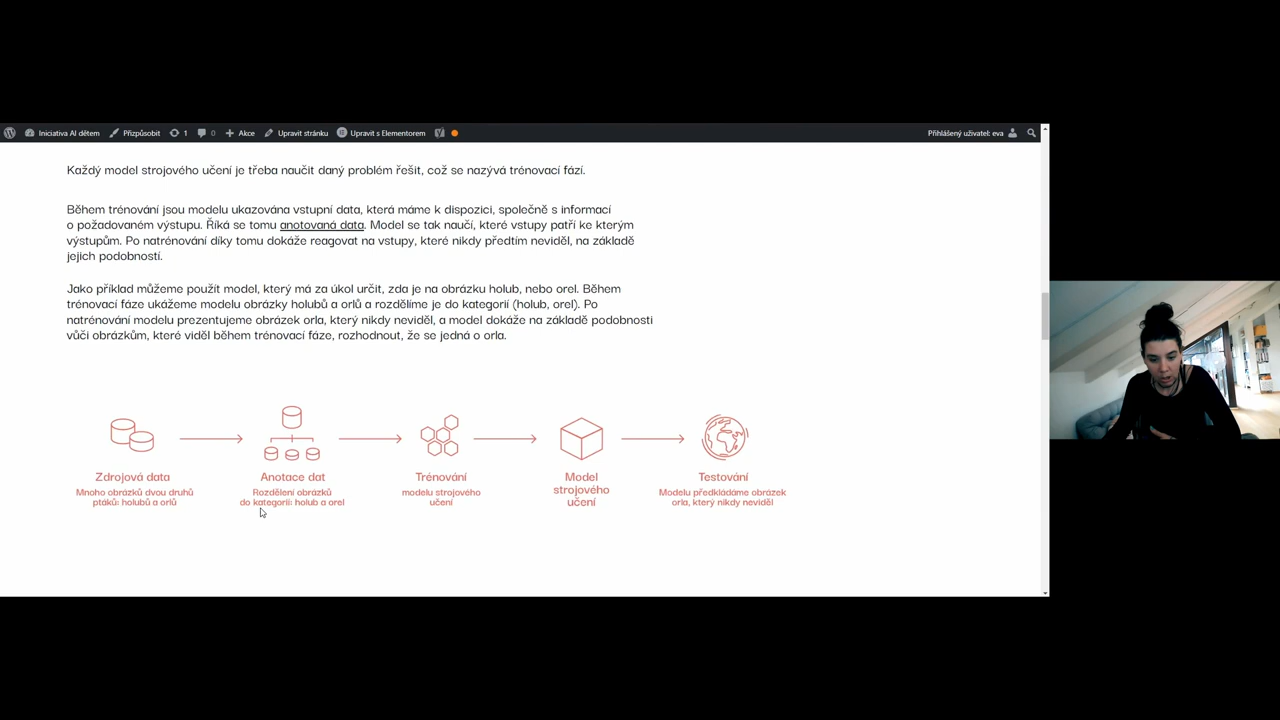 Iniciativa AI dětem Přizpůsobit 1 0 Akce Upravit stránku Upravit s Elementorem Přihlášený uživatel: eva
Každý model strojového učení je třeba naučit daný problém řešit, což se nazývá trénovací fází.
Během trénování jsou modelu ukazována vstupní data, která máme k dispozici, společně s informací
o požadovaném výstupu. Říká se tomu anotovaná data. Model se tak naučí, které vstupy patří ke kterým
výstupům. Po natrénování díky tomu dokáže reagovat na vstupy, které nikdy předtím neviděl, na základě
jejich podobností.
Jako příklad můžeme použít model, který má za úkol určit, zda je na obrázku holub, nebo orel. Během
trénovací fáze ukážeme modelu obrázky holubů a orlů a rozdělíme je do kategorií (holub, orel). Po
natrénování modelu prezentujeme obrázek orla, který nikdy neviděl, a model dokáže na základě podobnosti
vůči obrázkům, které viděl během trénovací fáze, rozhodnout, že se jedná o orla.
Zdrojová data
Mnoho obrázků dvou druhů
ptáků: holubů a orlů
Anotace dat
Rozdělení obrázků
do kategorií: holub a orel
Trénování
modelu strojového
učení
Model
strojového
učení
Testování
Modelu předkládáme obrázek
orla, který nikdy neviděl